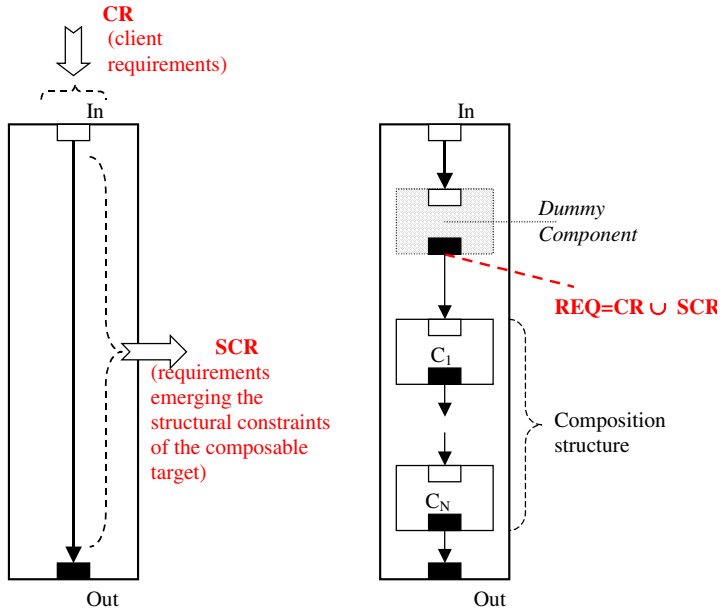 CR
(client
requirements)
In
SCR
(requirements
emerging the
structural constraints
of the composable
target)
Out
In
Dummy
Component
REQ=CR ∪ SCR
C1
Composition
structure
CN
Out